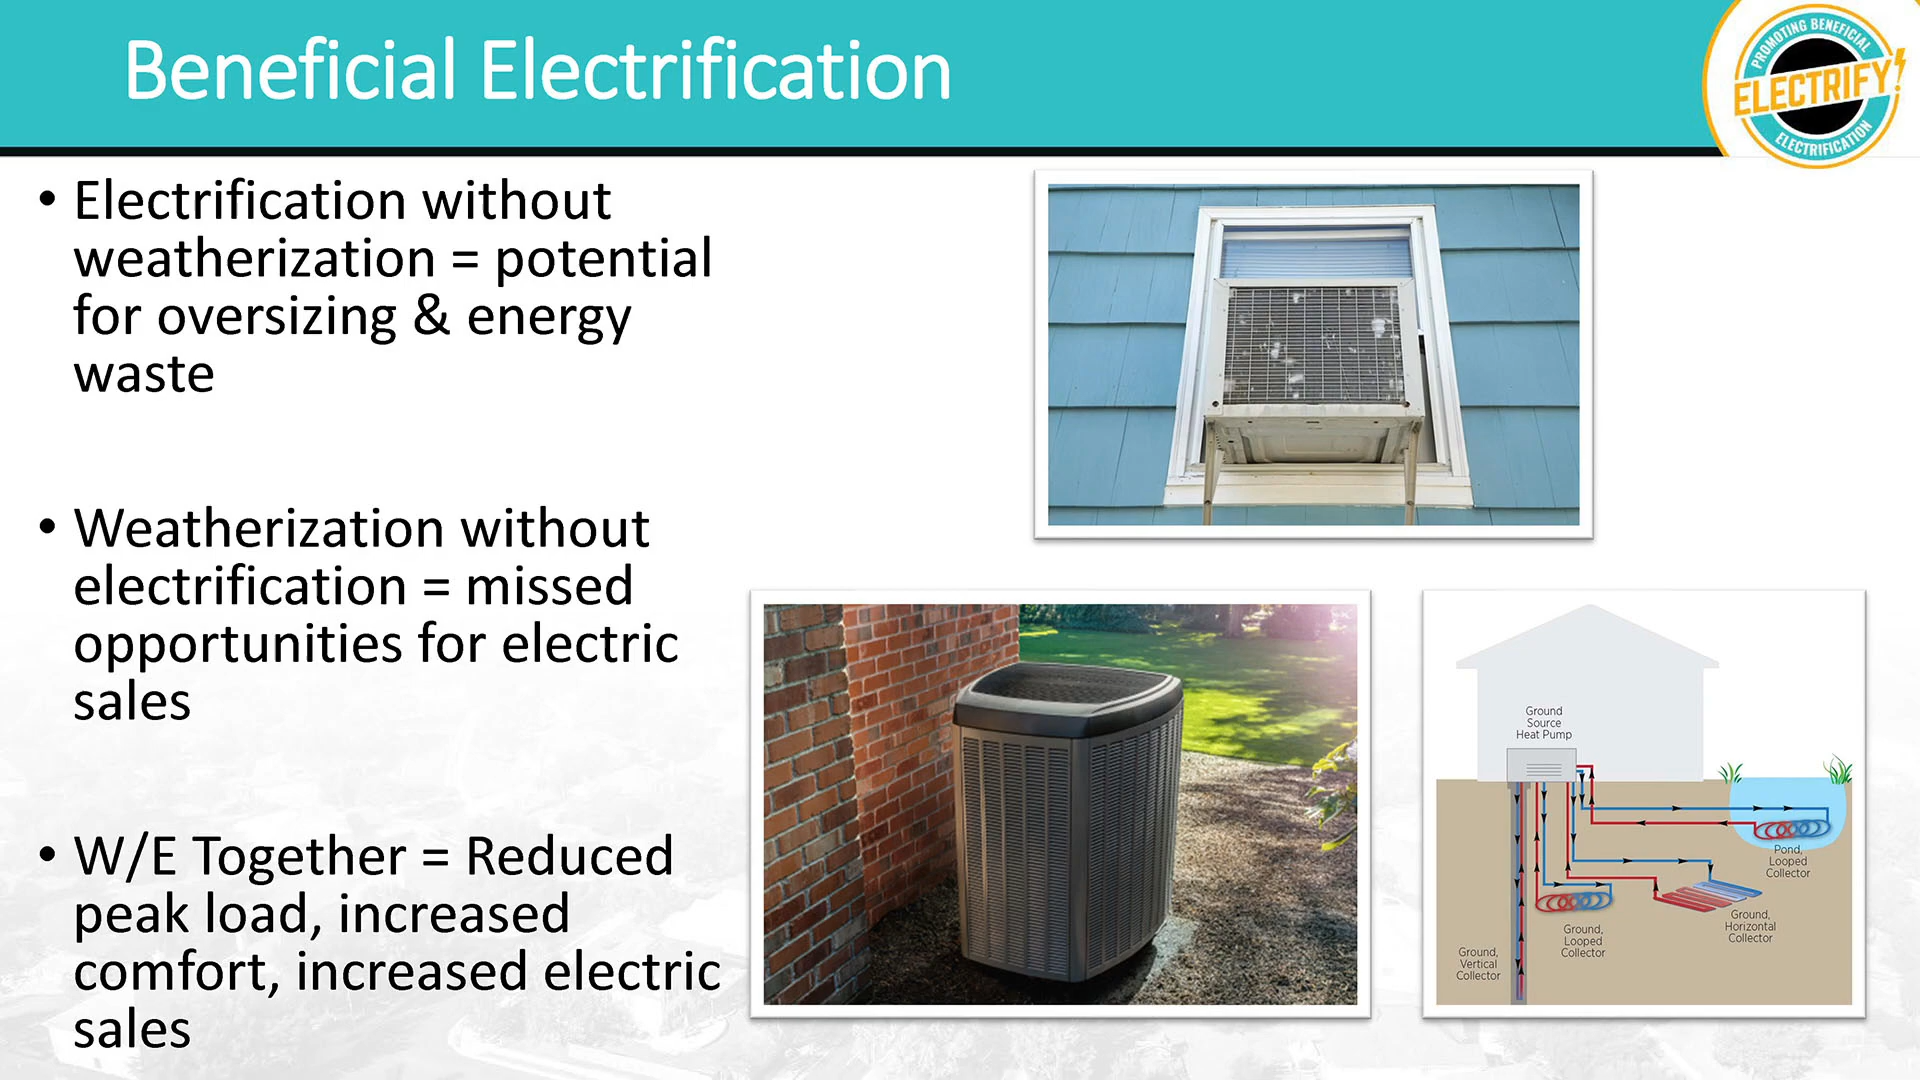 Beneficial Electrification
PROMOTING BENEFICIAL
ELECTRIFY!
ELECTRIFICATION
• Electrification without
weatherization = potential
for oversizing & energy
waste
• Weatherization without
electrification = missed
opportunities for electric
sales
• W/E Together = Reduced
peak load, increased
comfort, increased electric
sales
Ground
Source
Heat Pump
Pond,
Looped
Collector
Ground,
Horizontal
Collector
Ground,
Looped
Collector
Ground,
Vertical
Collector